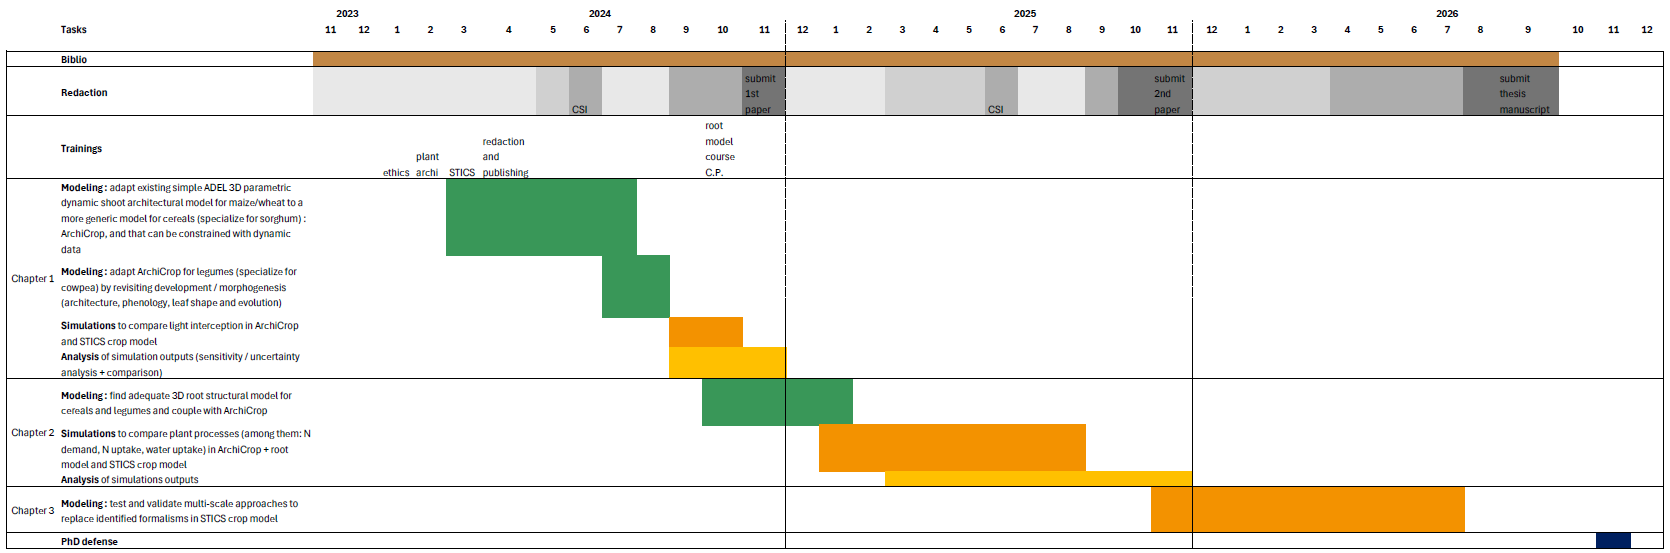 2023 2024 2025 2026
Tasks 11 12 1 2 3 4 5 6 7 8 9 10 11 12 1 2 3 4 5 6 7 8 9 10 11 12 1 2 3 4 5 6 7 8 9 10 11 12
Biblio
submit submit submit
Redaction 1st 2nd thesis
CSI paper CSI paper manuscript
root
redaction model
Trainings plant and course
ethics archi STICS publishing C.P.
Modeling : adapt existing simple ADEL 3D parametric
dynamic shoot architectural model for maize/wheat to a
more generic model for cereals (specialize for sorghum) :
ArchiCrop, and that can be constrained with dynamic
data
Chapter 1
Modeling : adapt ArchiCrop for legumes (specialize for
cowpea) by revisiting development / morphogenesis
(architecture, phenology, leaf shape and evolution)
Simulations to compare light interception in ArchiCrop
and STICS crop model
Analysis of simulation outputs (sensitivity / uncertainty
analysis + comparison)
Modeling : find adequate 3D root structural model for
cereals and legumes and couple with ArchiCrop
Chapter 2 Simulations to compare plant processes (among them: N
demand, N uptake, water uptake) in ArchiCrop + root
model and STICS crop model
Analysis of simulations outputs
Chapter 3 Modeling : test and validate multi-scale approaches to
replace identified formalisms in STICS crop model
PhD defense